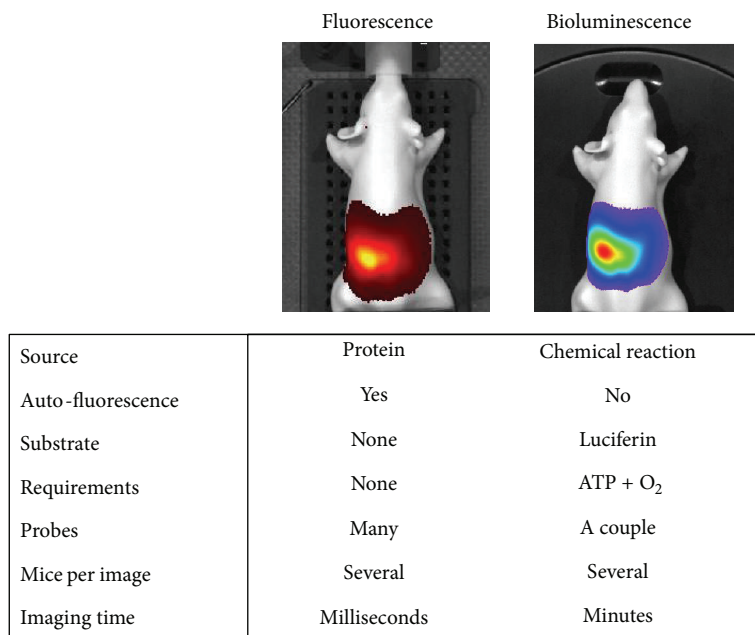 Fluorescence Bioluminescence
Source Protein Chemical reaction
Auto-fluorescence Yes No
Substrate None Luciferin
Requirements None ATP + O₂
Probes Many A couple
Mice per image Several Several
Imaging time Milliseconds Minutes